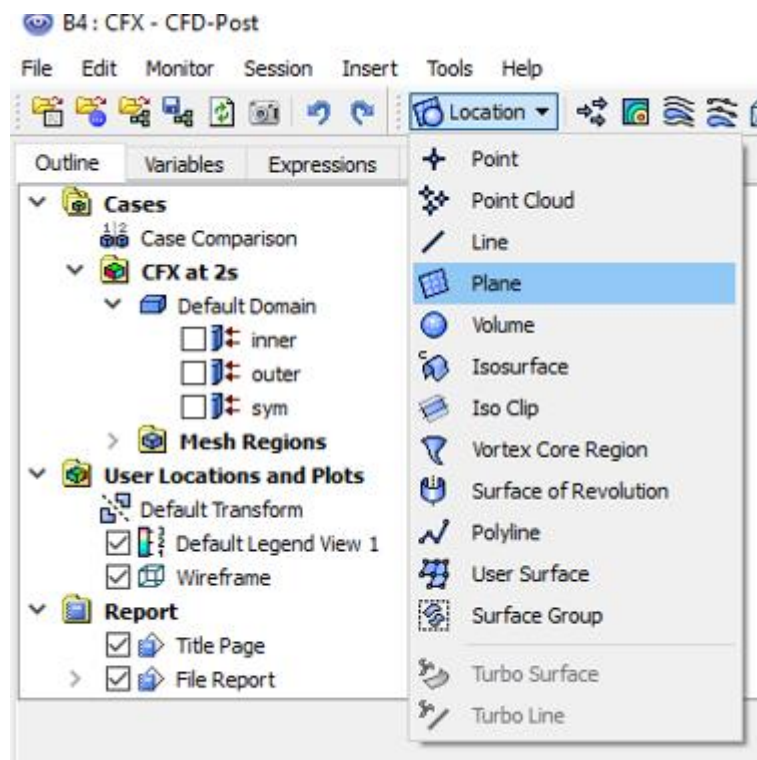 B4 : CFX - CFD-Post
File Edit Monitor Session Insert Tools Help
Location
Outline Variables Expressions
Cases
Case Comparison
CFX at 2s
Default Domain
inner
outer
sym
Mesh Regions
User Locations and Plots
Default Transform
Default Legend View 1
Wireframe
Report
Title Page
File Report
Point
Point Cloud
Line
Plane
Volume
Isosurface
Iso Clip
Vortex Core Region
Surface of Revolution
Polyline
User Surface
Surface Group
Turbo Surface
Turbo Line